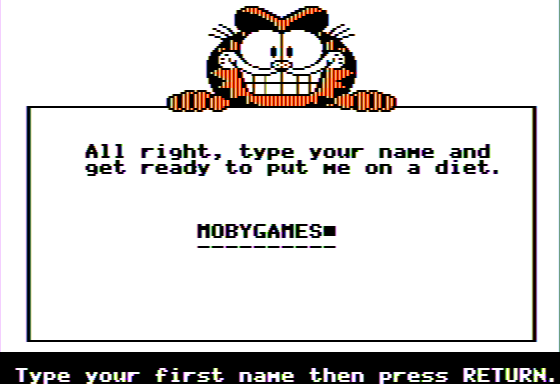 All right, type your name and
get ready to put me on a diet.
MOBYGAMES
Type your first name then press RETURN.